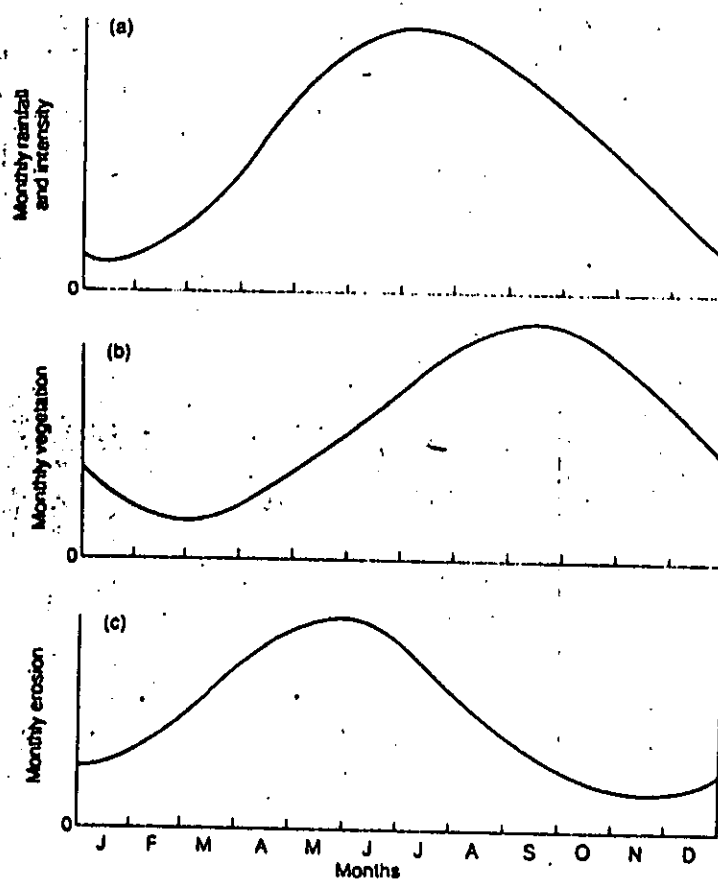 (a)
Monthly rainfall
and intensity
0
(b)
Monthly vegetation
0
(c)
Monthly erosion
0
J F M A M J J A S O N D
Months